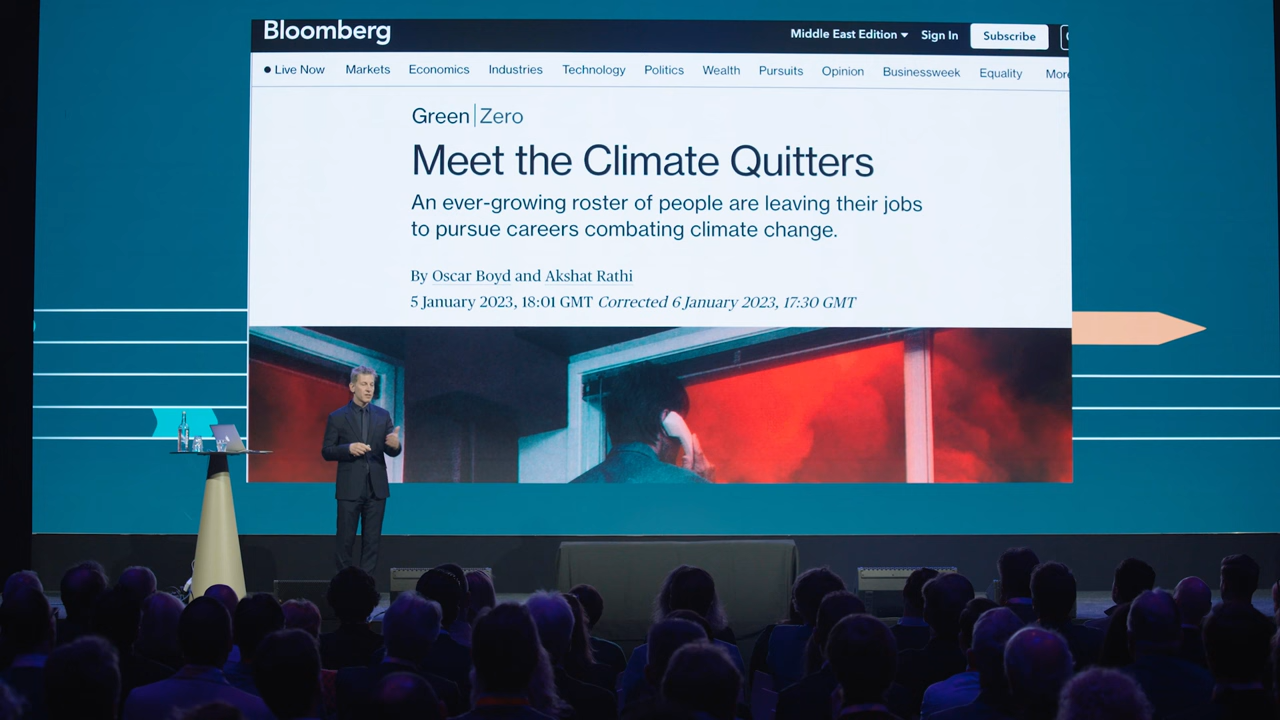 Bloomberg
Middle East Edition Sign In Subscribe
Live Now Markets Economics Industries Technology Politics Wealth Pursuits Opinion Businessweek Equality More
Green Zero
Meet the Climate Quitters
An ever-growing roster of people are leaving their jobs
to pursue careers combating climate change.
By Oscar Boyd and Akshat Rathi
5 January 2023, 18:01 GMT Corrected 6 January 2023, 17:30 GMT